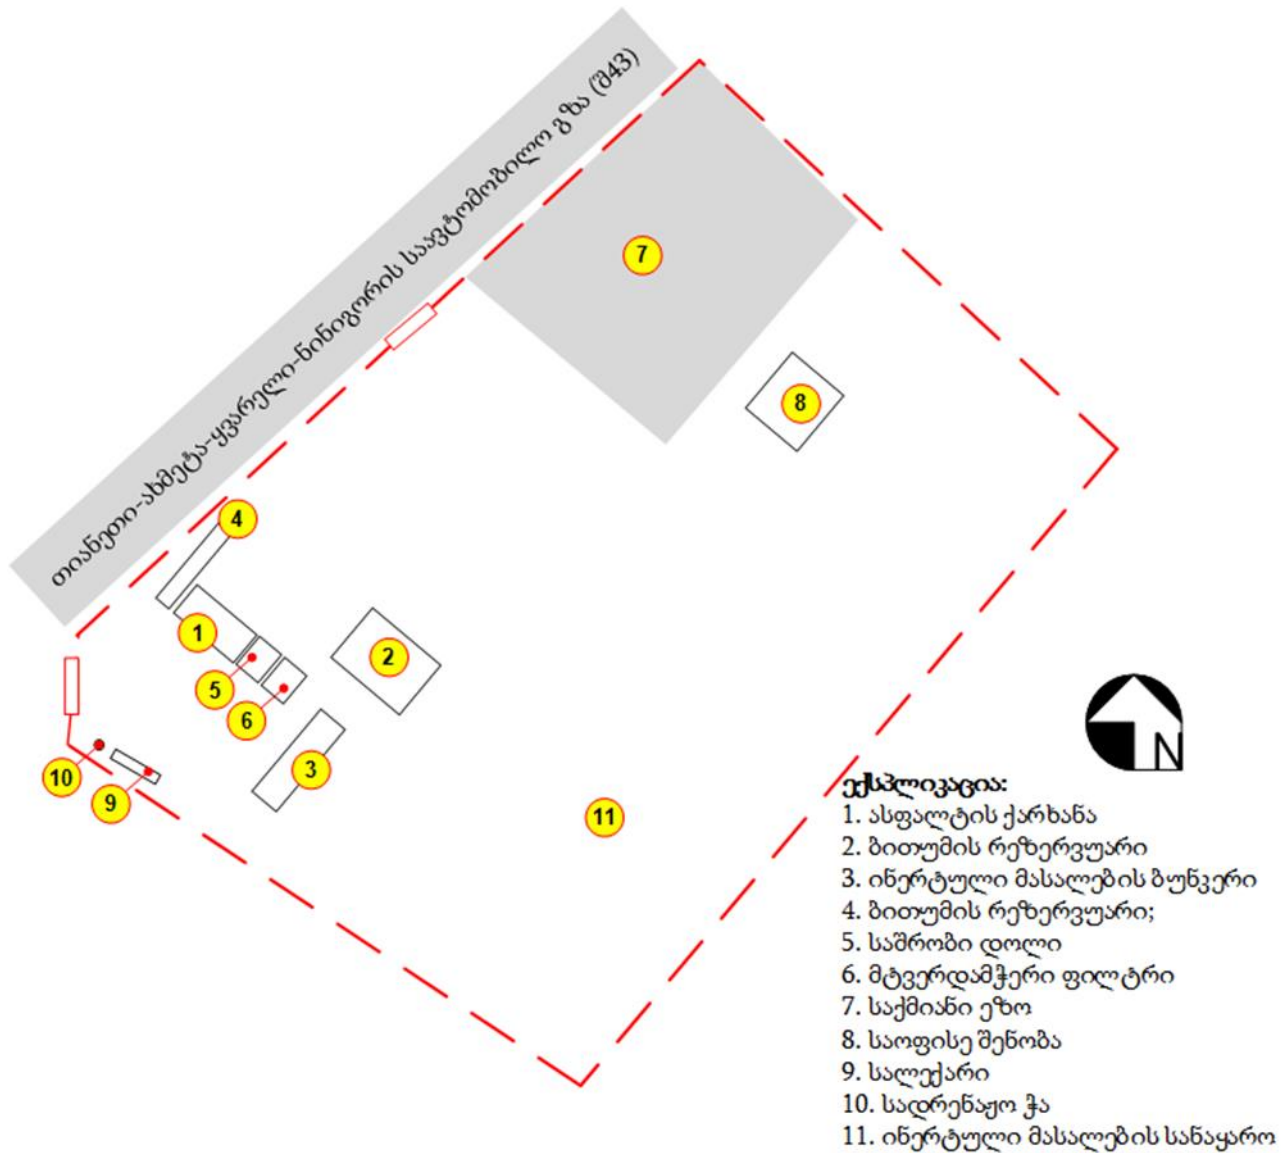 თიანეთი-ახმეტა-ყვარელი-ნინიგორის საავტომობილო გზა (შ43)
7
8
4
1
2
5
6
3
10
9
11
N
ექსპლიკაცია:
1. ასფალტის ქარხანა
2. ბითუმის რეზერვუარი
3. ინერტული მასალების ბუნკერი
4. ბითუმის რეზერვუარი;
5. საშრობი დოლი
6. მტვერდამჭერი ფილტრი
7. საქმიანი ეზო
8. საოფისე შენობა
9. სალექარი
10. სადრენაჟო ჭა
11. ინერტული მასალების სანაყარო